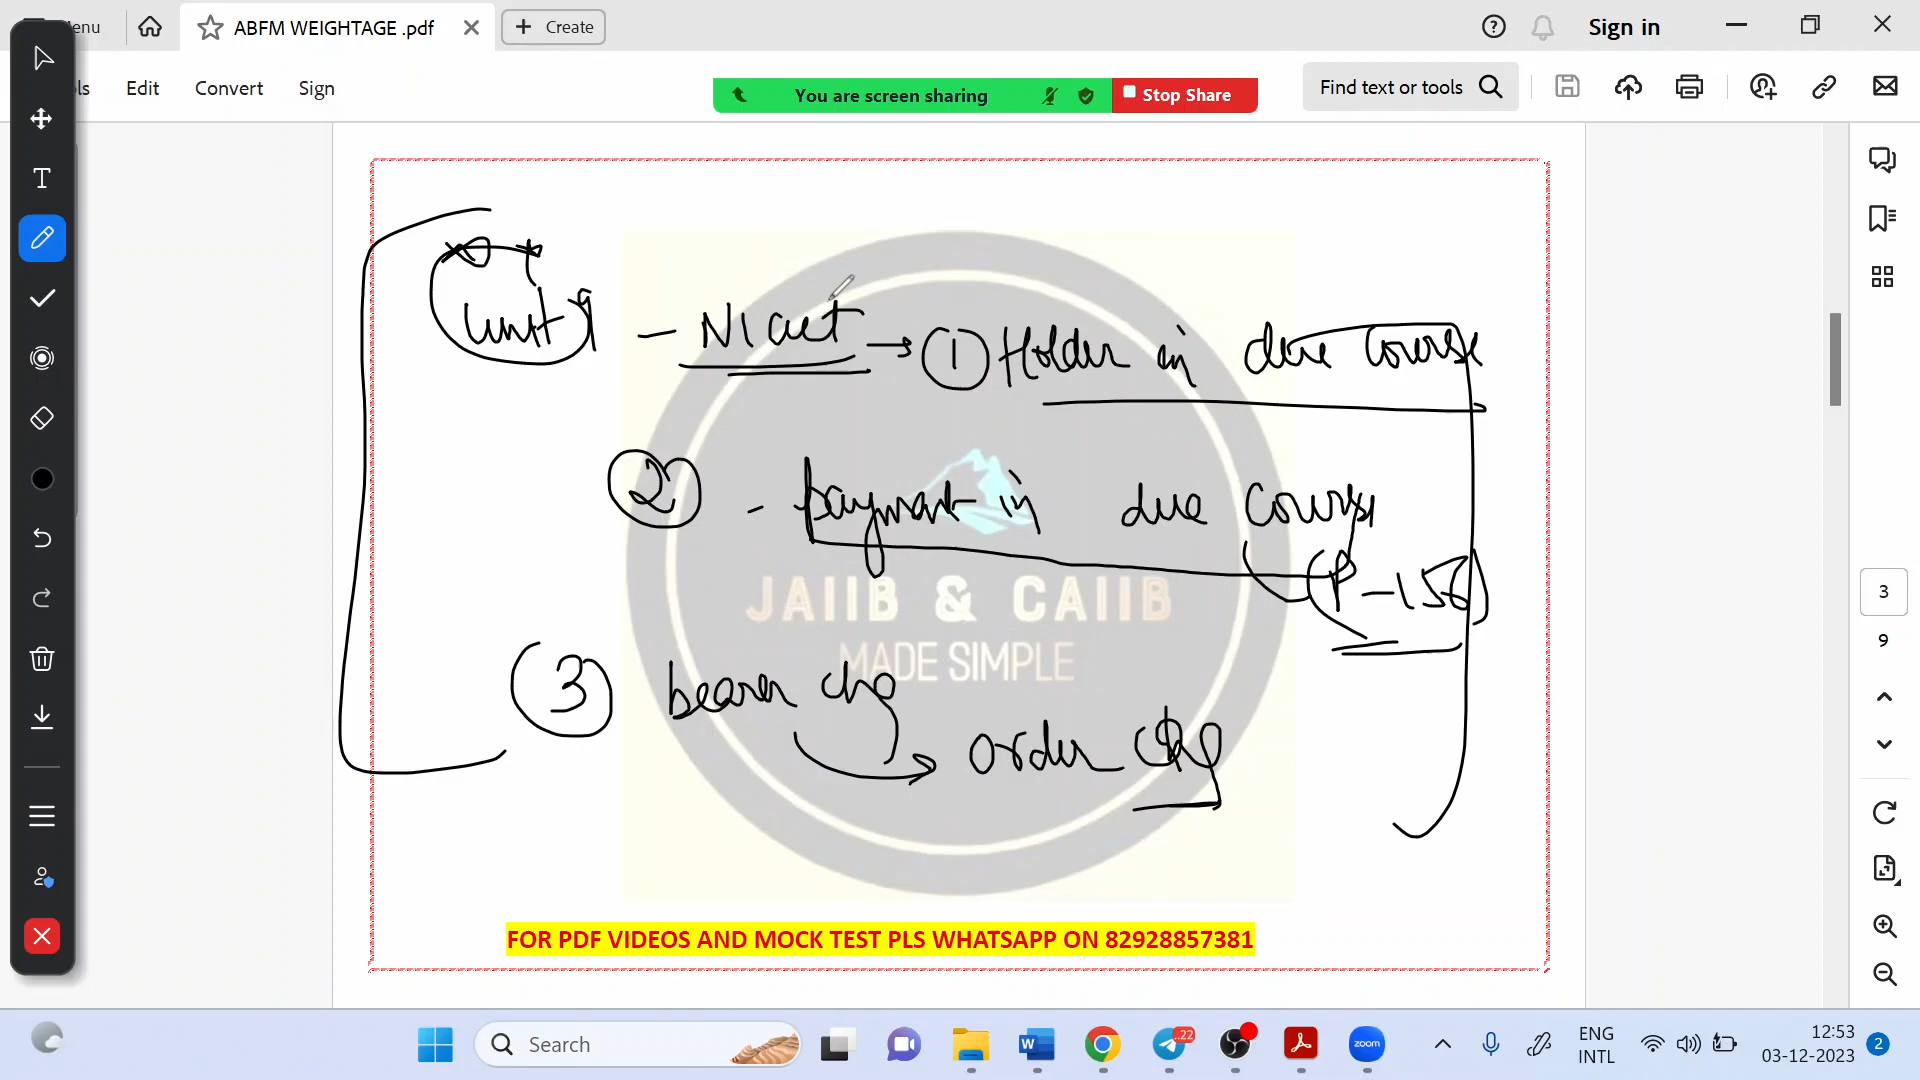 Menu
ABFM WEIGHTAGE .pdf
+ Create
Sign in
Edit Convert Sign
You are screen sharing
Stop Share
Find text or tools
unit 9 - NI act → ① Holder in due course
② - payment in due course
(P-156)
③ bearer chq
order chq
JAIIB & CAIIB
MADE SIMPLE
FOR PDF VIDEOS AND MOCK TEST PLS WHATSAPP ON 82928857381
3
9
Search
22
zoom
ENG
INTL
12:53
03-12-2023
2